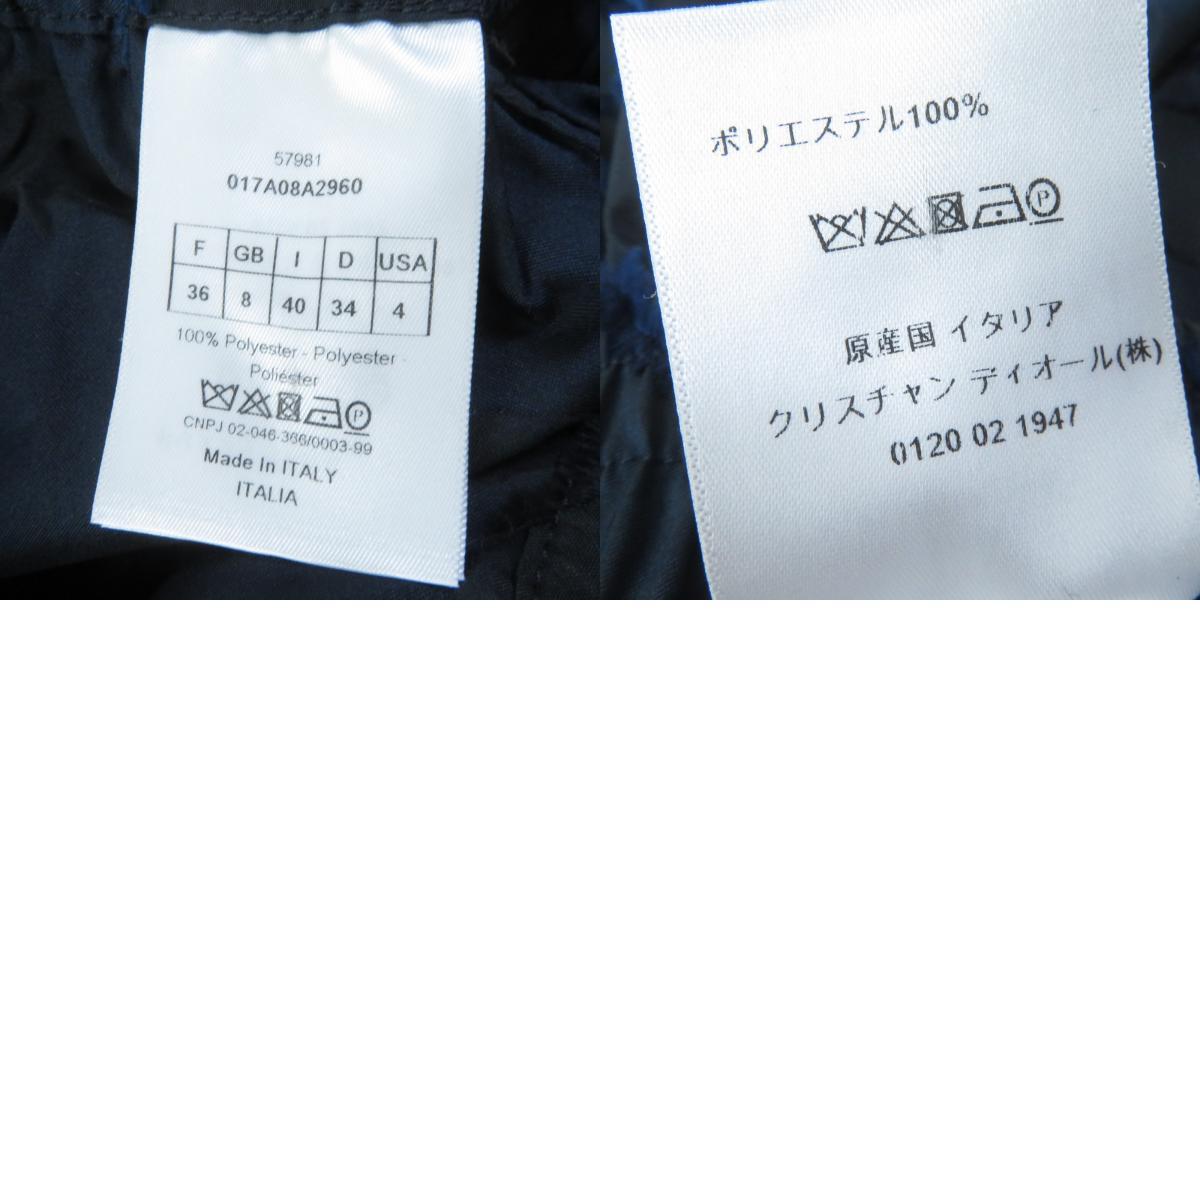 57981
017A08A2960
F GB I D USA
36 8 40 34 4
100% Polyester - Polyester -
Poliéster
CNPJ 02-046-366/0003-99
Made In ITALY
ITALIA
ポリエステル100%
P
原産国 イタリア
クリスチャン ディオール(株)
0120 02 1947